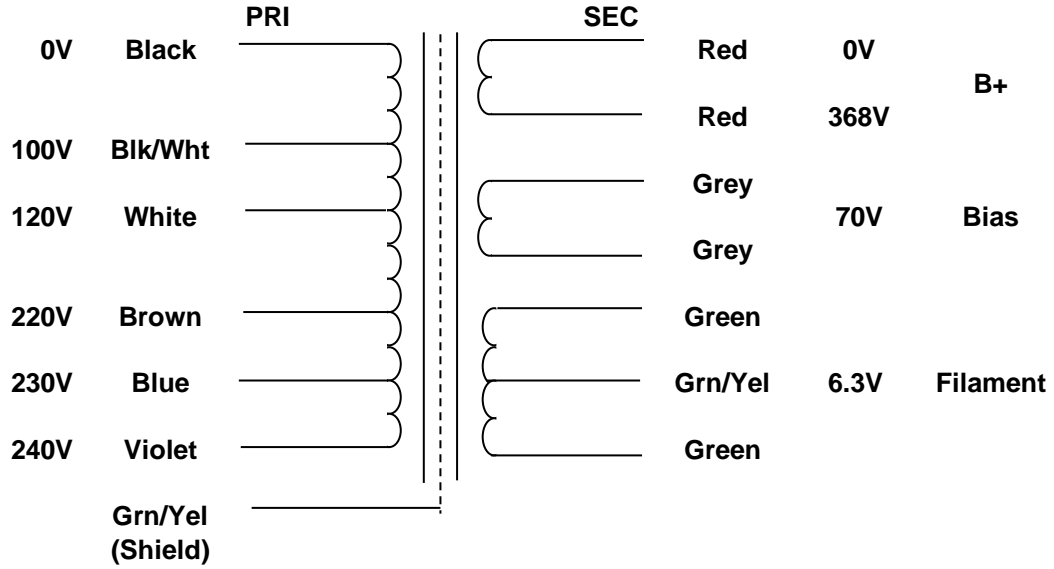 PRI SEC
0V Black Red 0V
B+
Red 368V
100V Blk/Wht
Grey
120V White 70V Bias
Grey
220V Brown Green
230V Blue Grn/Yel 6.3V Filament
240V Violet Green
Grn/Yel
(Shield)